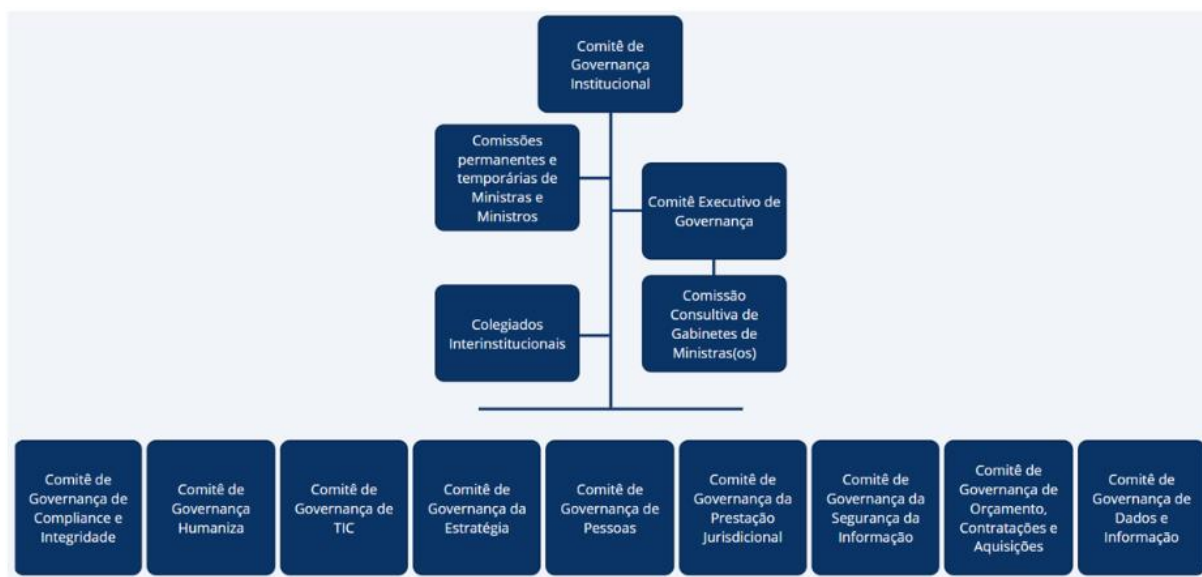 Comitê de
Governança
Institucional
Comissões
permanentes e
temporárias de
Ministras e
Ministros
Comitê Executivo de
Governança
Colegiados
Interinstitucionais
Comissão
Consultiva de
Gabinetes de
Ministras(os)
Comitê de
Governança de
Compliance e
Integridade
Comitê de
Governança
Humaniza
Comitê de
Governança de
TIC
Comitê de
Governança da
Estratégia
Comitê de
Governança de
Pessoas
Comitê de
Governança da
Prestação
Jurisdicional
Comitê de
Governança da
Segurança da
Informação
Comitê de
Governança de
Orçamento,
Contratações e
Aquisições
Comitê de
Governança de
Dados e
Informação